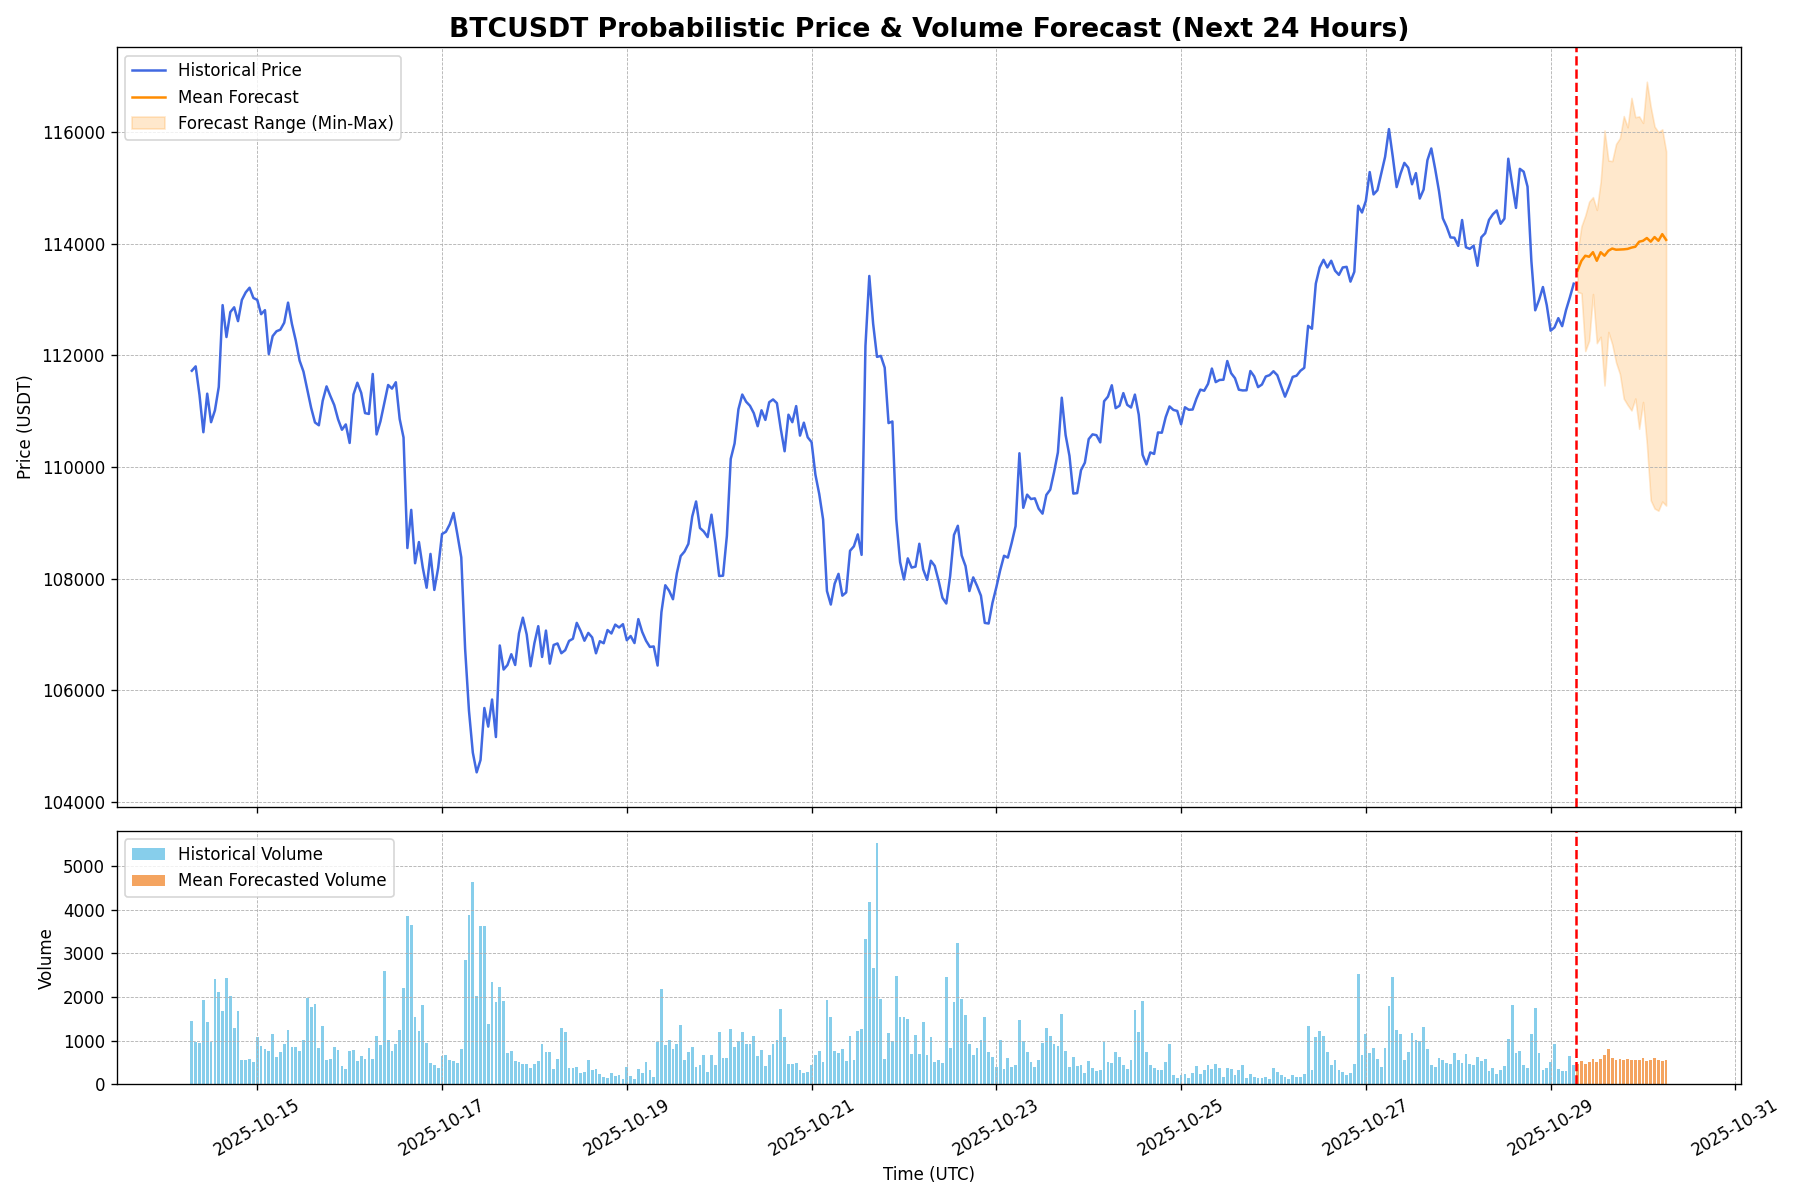 BTCUSDT Probabilistic Price & Volume Forecast (Next 24 Hours)
Historical Price
Mean Forecast
Forecast Range (Min-Max)
Price (USDT)
116000
114000
112000
110000
108000
106000
104000
Historical Volume
Mean Forecasted Volume
Volume
5000
4000
3000
2000
1000
0
2025-10-15
2025-10-17
2025-10-19
2025-10-21
2025-10-23
2025-10-25
2025-10-27
2025-10-29
2025-10-31
Time (UTC)